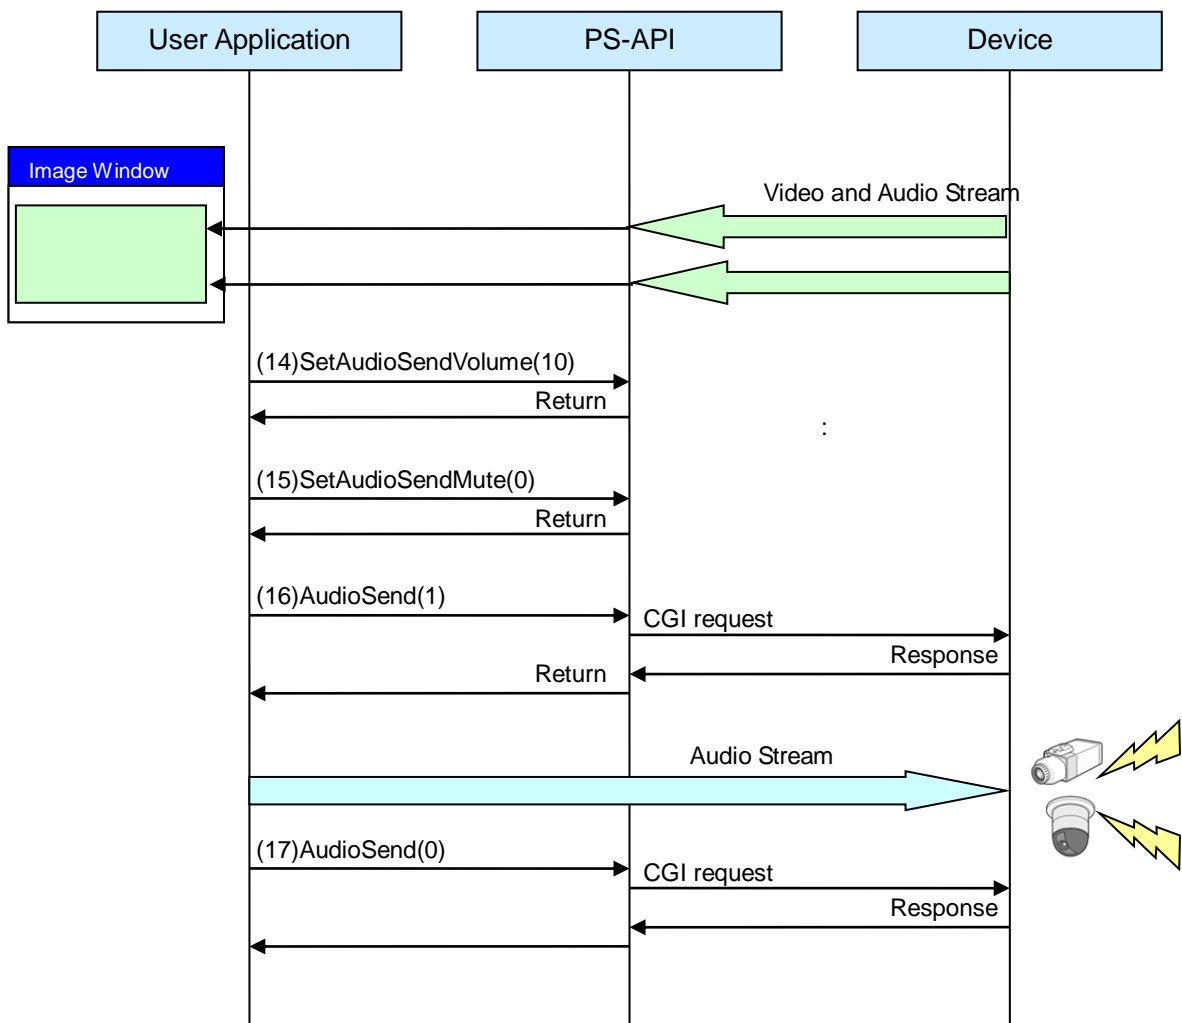 User Application
PS-API
Device
Image Window
Video and Audio Stream
(14)SetAudioSendVolume(10)
Return
:
(15)SetAudioSendMute(0)
Return
(16)AudioSend(1)
CGI request
Response
Return
Audio Stream
(17)AudioSend(0)
CGI request
Response